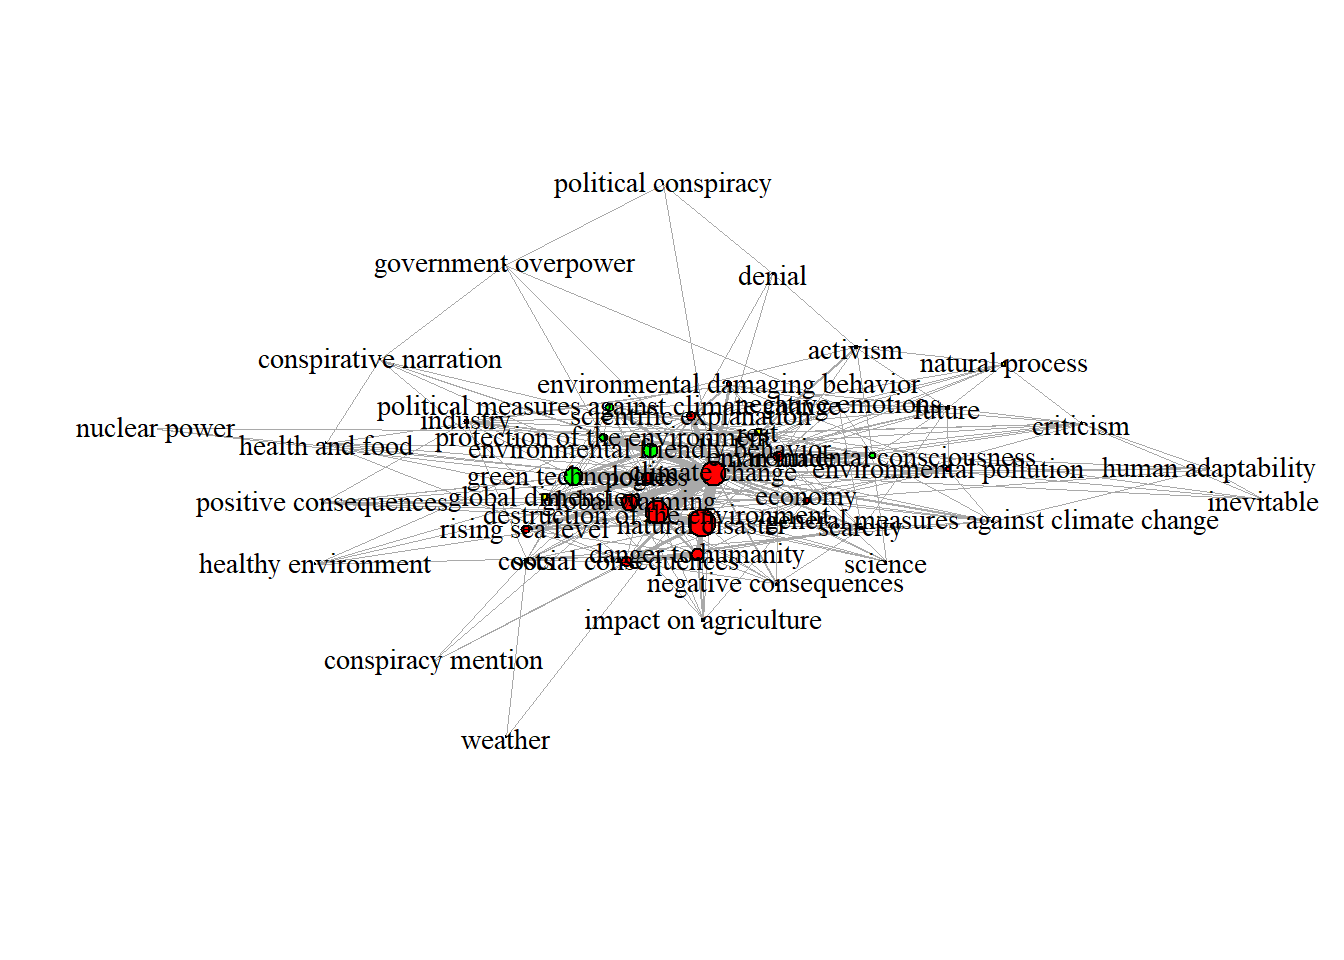 political conspiracy
government overpower
denial
activism
conspirative narration
natural process
environmental damaging behavior
political measures against climate change
negative emotions
future
scientific explanation
industry
nuclear power
criticism
protection of the environment
health and food
environmental friendly behavior
environmental consciousness
environmental pollution
human adaptability
climate change
green technologies
politics
global dimension
global warming
economy
positive consequences
inevitable
destruction of the environment
general measures against climate change
rising sea level
natural disaster
scarcity
danger to humanity
costs
social consequences
healthy environment
science
negative consequences
impact on agriculture
conspiracy mention
weather